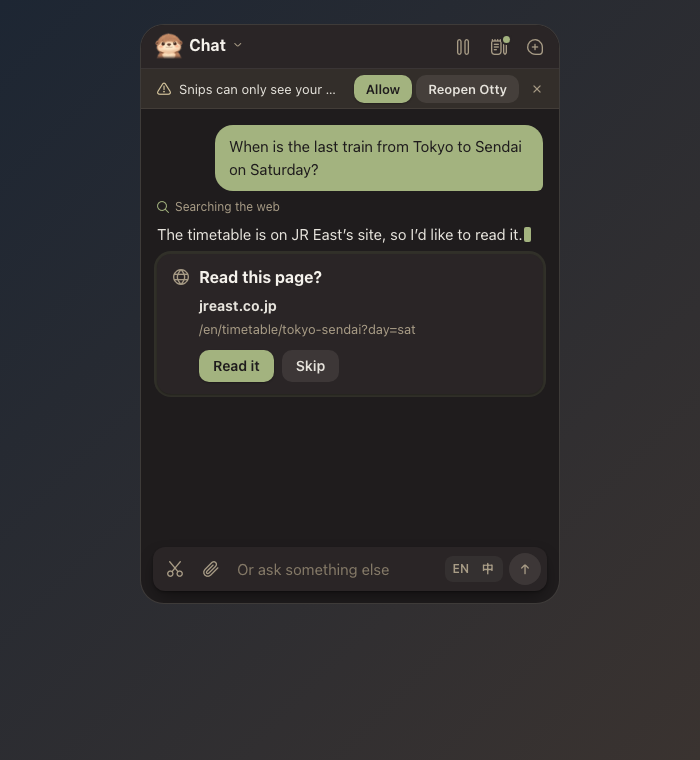 Chat
Snips can only see your ...
Allow
Reopen Otty
When is the last train from Tokyo to Sendai
on Saturday?
Searching the web
The timetable is on JR East’s site, so I’d like to read it.
Read this page?
jreast.co.jp
/en/timetable/tokyo-sendai?day=sat
Read it
Skip
Or ask something else
EN
中